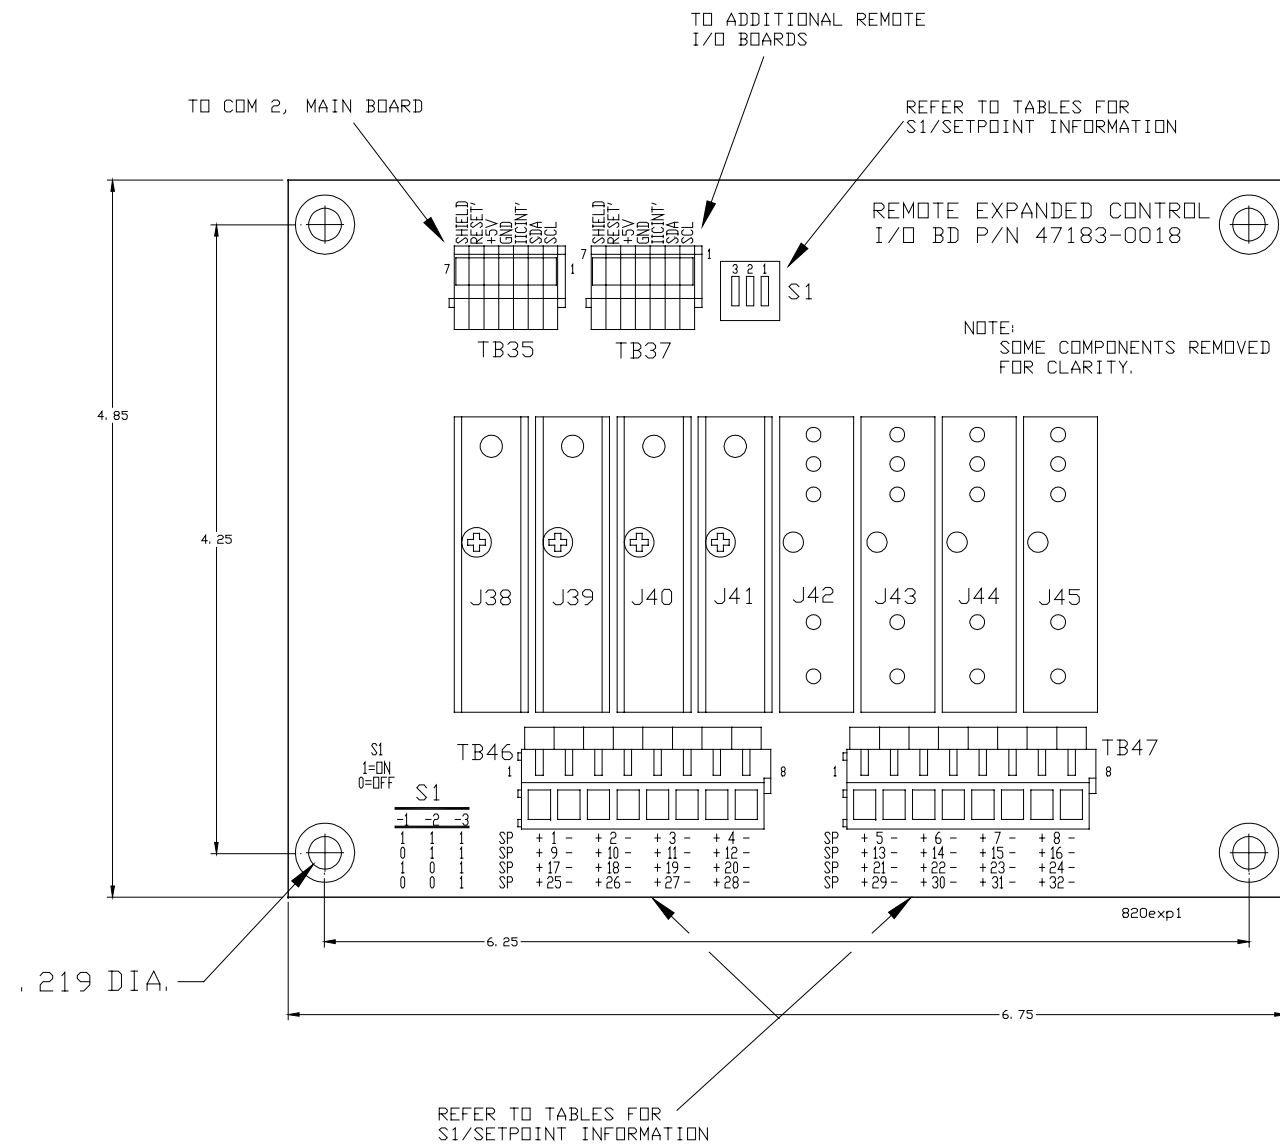 TO ADDITIONAL REMOTE
I/O BOARDS
TO COM 2, MAIN BOARD
REFER TO TABLES FOR
S1/SETPOINT INFORMATION
SHIELD
RESET'
+5V
GND
IICINT'
SDA
SCL
SHIELD
RESET'
+5V
GND
IICINT'
SDA
SCL
REMOTE EXPANDED CONTROL
I/O BD P/N 47183-0018
7 1 7 1
3 2 1
S1
TB35 TB37
NOTE:
SOME COMPONENTS REMOVED
FOR CLARITY.
4.85
4.25
J38 J39 J40 J41 J42 J43 J44 J45
S1
1=ON
0=OFF
TB46
1 8
TB47
1 8
S1
-1 -2 -3
1 1 1 SP + 1 - + 2 - + 3 - + 4 - SP + 5 - + 6 - + 7 - + 8 -
0 1 1 SP + 9 - + 10 - + 11 - + 12 - SP + 13 - + 14 - + 15 - + 16 -
1 0 1 SP + 17 - + 18 - + 19 - + 20 - SP + 21 - + 22 - + 23 - + 24 -
0 0 1 SP + 25 - + 26 - + 27 - + 28 - SP + 29 - + 30 - + 31 - + 32 -
820exp1
6.25
.219 DIA.
6.75
REFER TO TABLES FOR
S1/SETPOINT INFORMATION